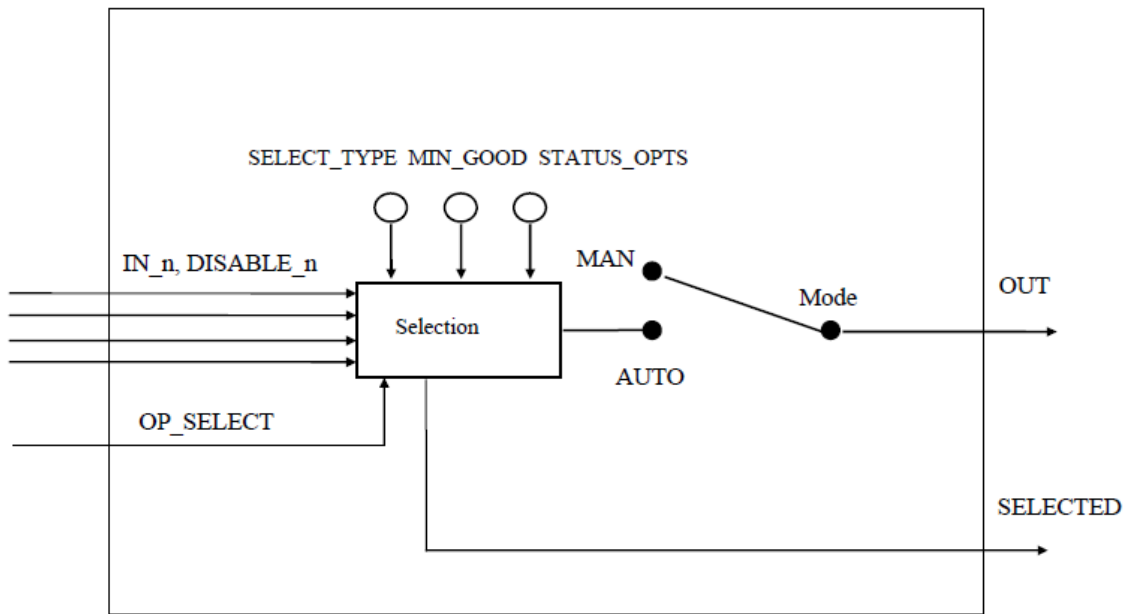 SELECT_TYPE MIN_GOOD STATUS_OPTS
IN_n, DISABLE_n
MAN
OUT
Mode
Selection
AUTO
OP_SELECT
SELECTED